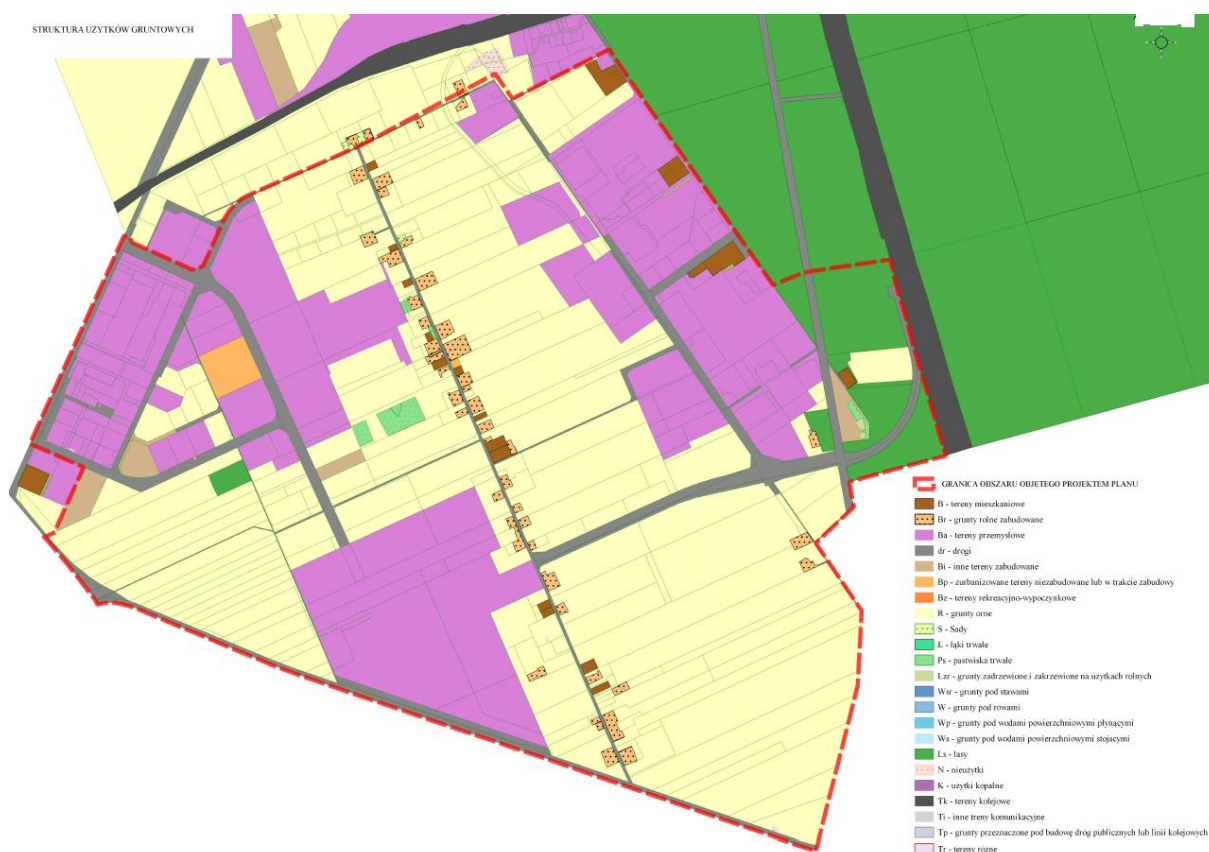 STRUKTURA UŻYTKÓW GRUNTOWYCH
GRANICA OBSZARU OBJĘTEGO PROJEKTEM PLANU
B - tereny mieszkaniowe
Br - grunty rolne zabudowane
Ba - tereny przemysłowe
dr - drogi
Bi - inne tereny zabudowane
Bp - zurbanizowane tereny niezabudowane lub w trakcie zabudowy
Bz - tereny rekreacyjno-wypoczynkowe
R - grunty orne
S - Sady
Ł - łąki trwałe
Ps - pastwiska trwałe
Lzr - grunty zadrzewione i zakrzewione na użytkach rolnych
Wsr - grunty pod stawami
W - grunty pod rowami
Wp - grunty pod wodami powierzchniowymi płynącymi
Ws - grunty pod wodami powierzchniowymi stojącymi
Ls - lasy
N - nieużytki
K - użytki kopalne
Tk - tereny kolejowe
Ti - inne treny komunikacyjne
Tp - grunty przeznaczone pod budowę dróg publicznych lub linii kolejowych
Tr - tereny różne